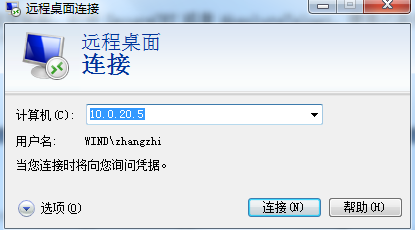 远程桌面连接
远程桌面
连接
计算机(C): 10.0.20.5
用户名: WIND\zhangzhi
当您连接时将向您询问凭据。
选项(O) 连接(N) 帮助(H)